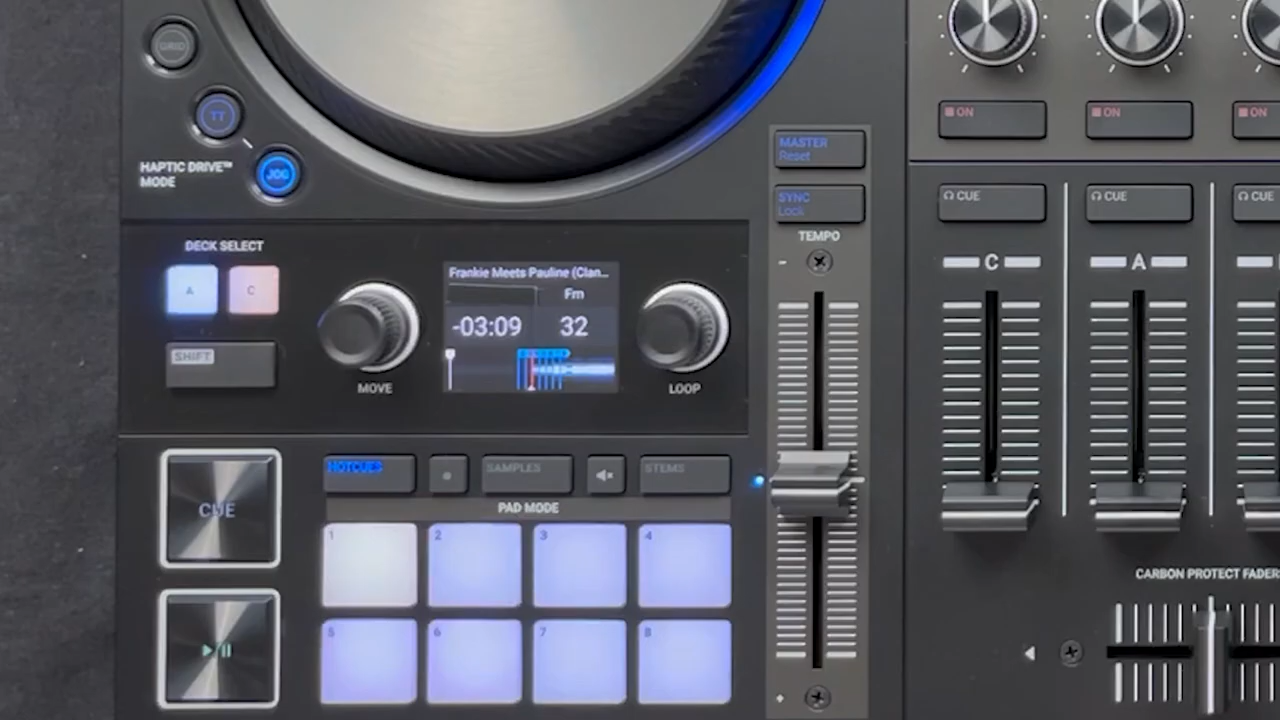 GRID
TT
HAPTIC DRIVE™
MODE
JOG
MASTER
Reset
SYNC
Lock
TEMPO
-
+
ON
ON
ON
CUE
CUE
CUE
C
A
DECK SELECT
A
C
SHIFT
MOVE
Frankie Meets Pauline (Clan...
Fm
-03:09
32
LOOP
HOTCUES
SAMPLES
STEMS
PAD MODE
CUE
1
2
3
4
5
6
7
8
CARBON PROTECT FADER